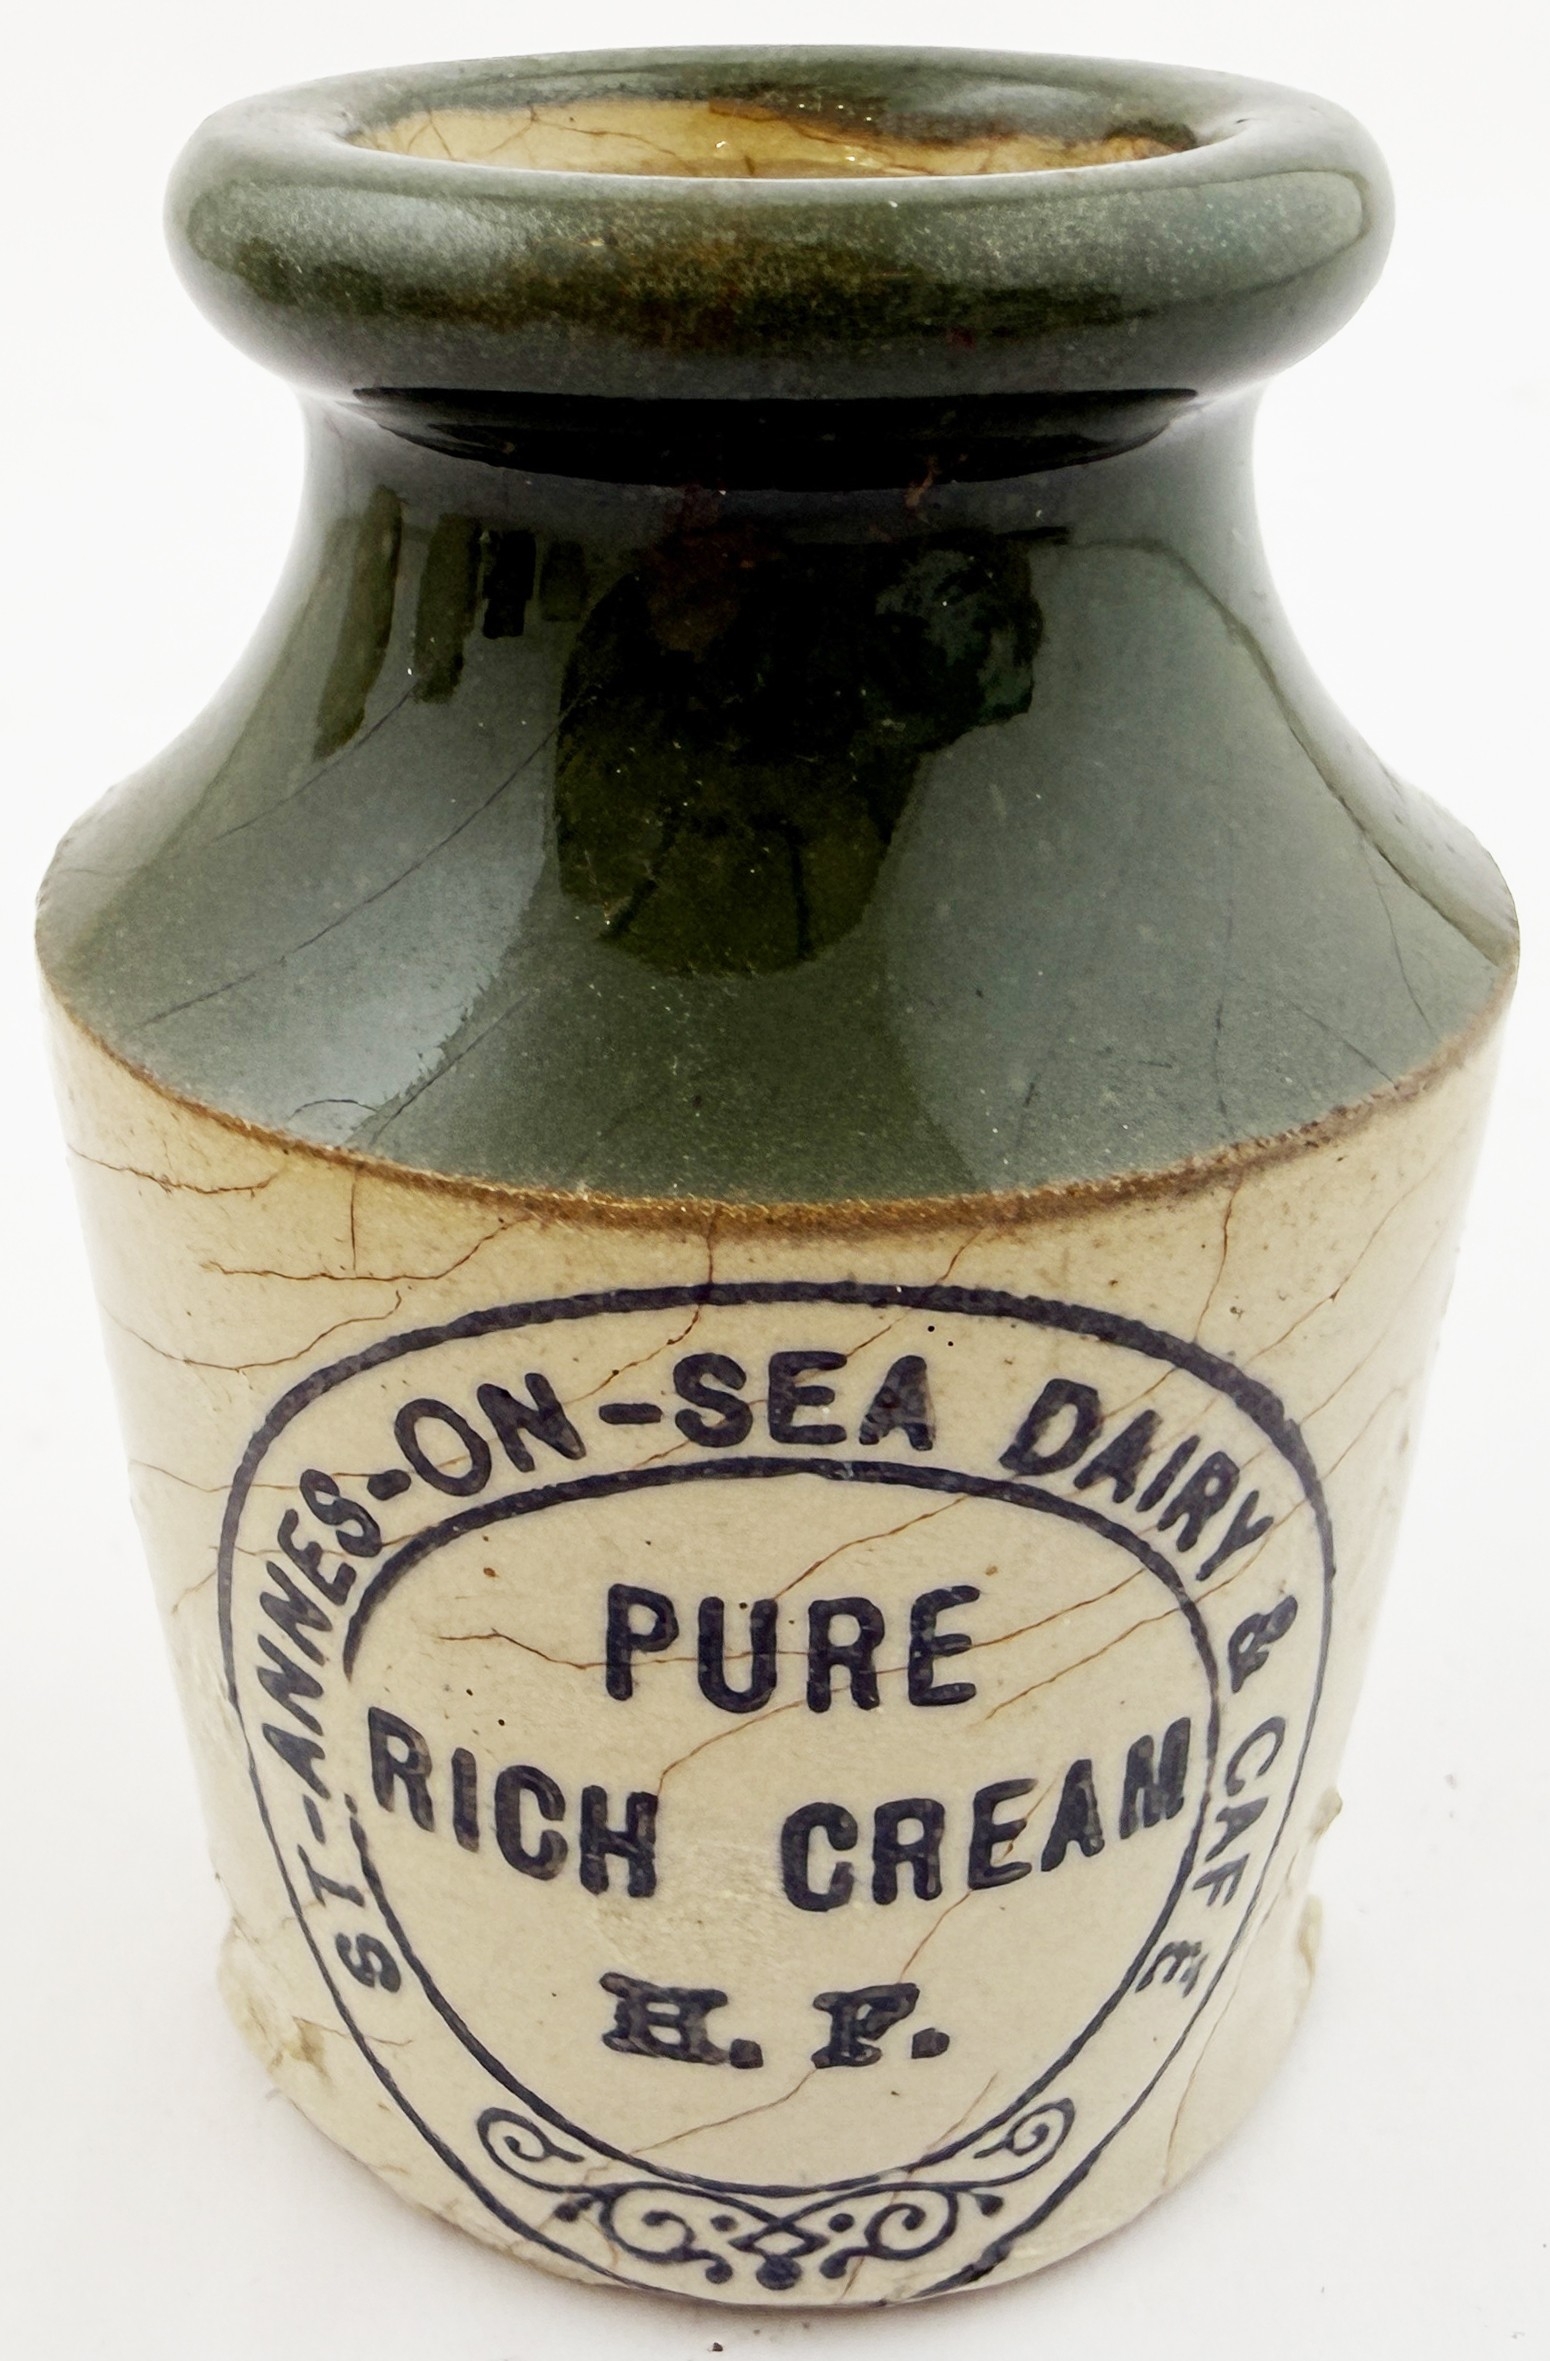 ST-ANNES-ON-SEA DAIRY & CAFÉ
PURE
RICH CREAM
H. F.